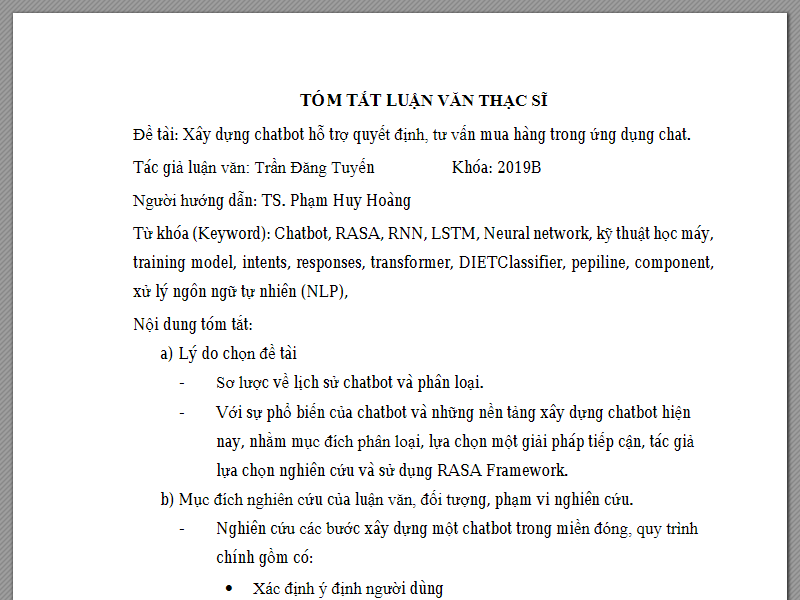 TÓM TẮT LUẬN VĂN THẠC SĨ
Đề tài: Xây dựng chatbot hỗ trợ quyết định, tư vấn mua hàng trong ứng dụng chat.
Tác giả luận văn: Trần Đăng Tuyến Khóa: 2019B
Người hướng dẫn: TS. Phạm Huy Hoàng
Từ khóa (Keyword): Chatbot, RASA, RNN, LSTM, Neural network, kỹ thuật học máy,
training model, intents, responses, transformer, DIETClassifier, pepiline, component,
xử lý ngôn ngữ tự nhiên (NLP),
Nội dung tóm tắt:
a) Lý do chọn đề tài
- Sơ lược về lịch sử chatbot và phân loại.
- Với sự phổ biến của chatbot và những nền tảng xây dựng chatbot hiện
nay, nhằm mục đích phân loại, lựa chọn một giải pháp tiếp cận, tác giả
lựa chọn nghiên cứu và sử dụng RASA Framework.
b) Mục đích nghiên cứu của luận văn, đối tượng, phạm vi nghiên cứu.
- Nghiên cứu các bước xây dựng một chatbot trong miền đóng, quy trình
chính gồm có:
• Xác định ý định người dùng